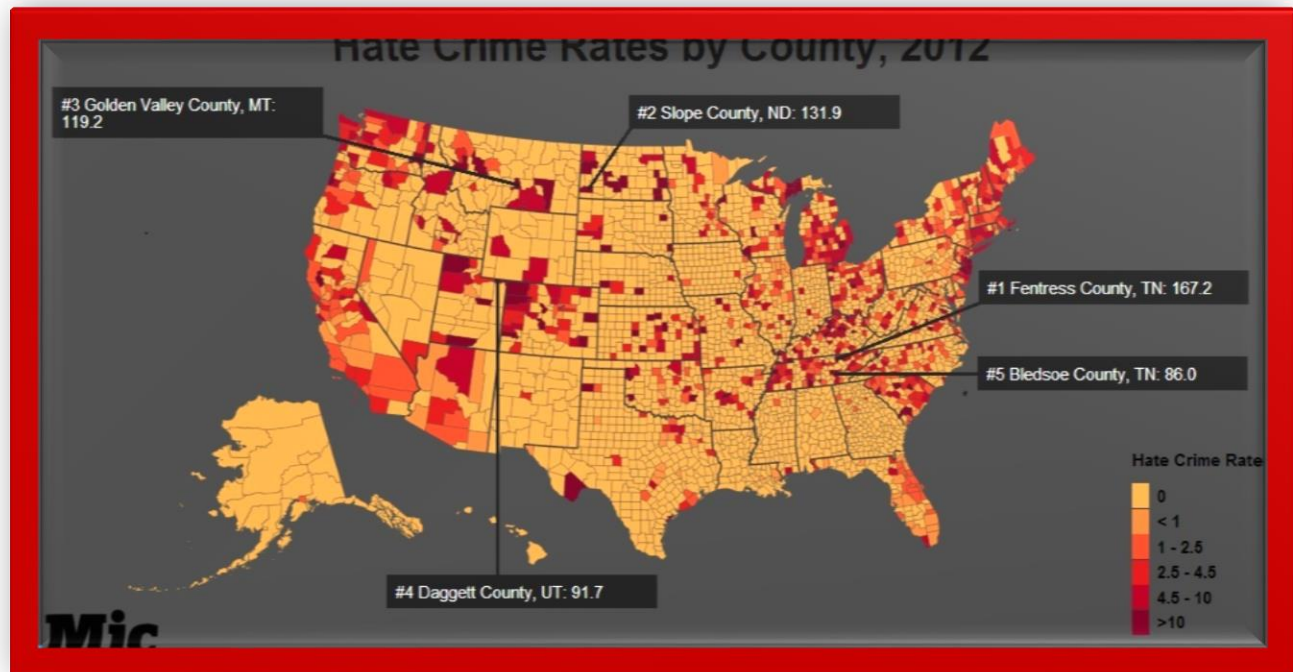 Hate Crime Rates by County, 2012
#3 Golden Valley County, MT:
119.2
#2 Slope County, ND: 131.9
#1 Fentress County, TN: 167.2
#5 Bledsoe County, TN: 86.0
#4 Daggett County, UT: 91.7
Hate Crime Rate
0
< 1
1 - 2.5
2.5 - 4.5
4.5 - 10
>10
Mic